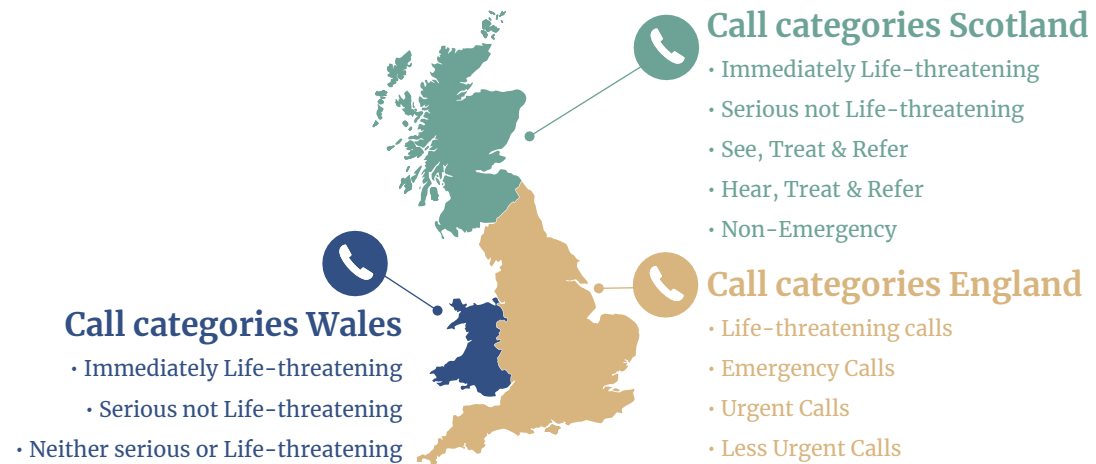 Call categories Scotland
· Immediately Life-threatening
· Serious not Life-threatening
· See, Treat & Refer
· Hear, Treat & Refer
· Non-Emergency
Call categories England
· Life-threatening calls
· Emergency Calls
· Urgent Calls
· Less Urgent Calls
Call categories Wales
· Immediately Life-threatening
· Serious not Life-threatening
· Neither serious or Life-threatening